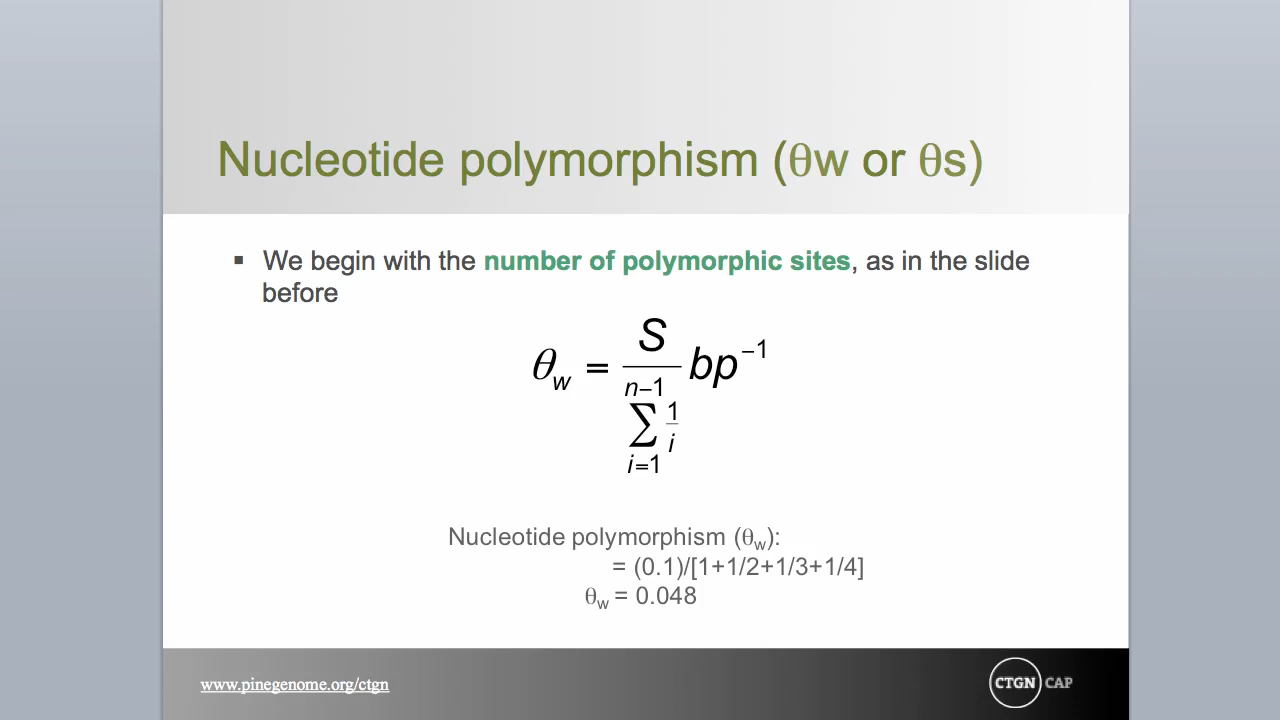 Nucleotide polymorphism (θw or θs)
▪ We begin with the number of polymorphic sites, as in the slide
before
θw = S / ∑ i=1 n−1 1/i bp−1
Nucleotide polymorphism (θw):
= (0.1)/[1+1/2+1/3+1/4]
θw = 0.048
www.pinegenome.org/ctgn
CTGN CAP